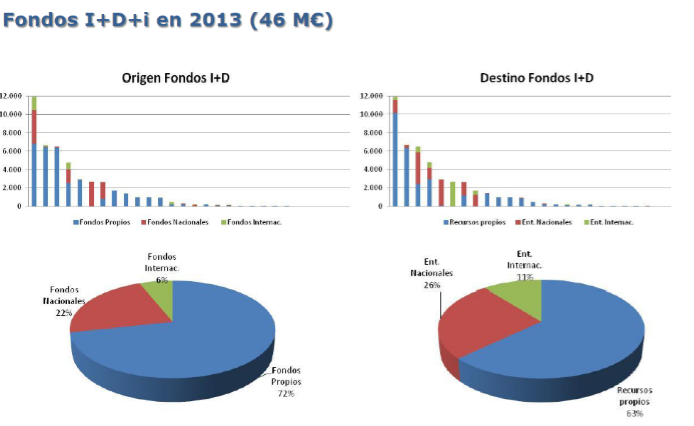 Fondos I+D+i en 2013 (46 M€)
Origen Fondos I+D
12.000
10.000
8.000
6.000
4.000
2.000
0
Fondos Propios Fondos Nacionales Fondos Internac.
Destino Fondos I+D
12.000
10.000
8.000
6.000
4.000
2.000
0
Recursos propios Ent. Nacionales Ent. Internac.
Fondos
Internac.
6%
Fondos
Nacionales
22%
Fondos
Propios
72%
Ent.
Nacionales
26%
Ent.
Internac.
11%
Recursos
propios
63%